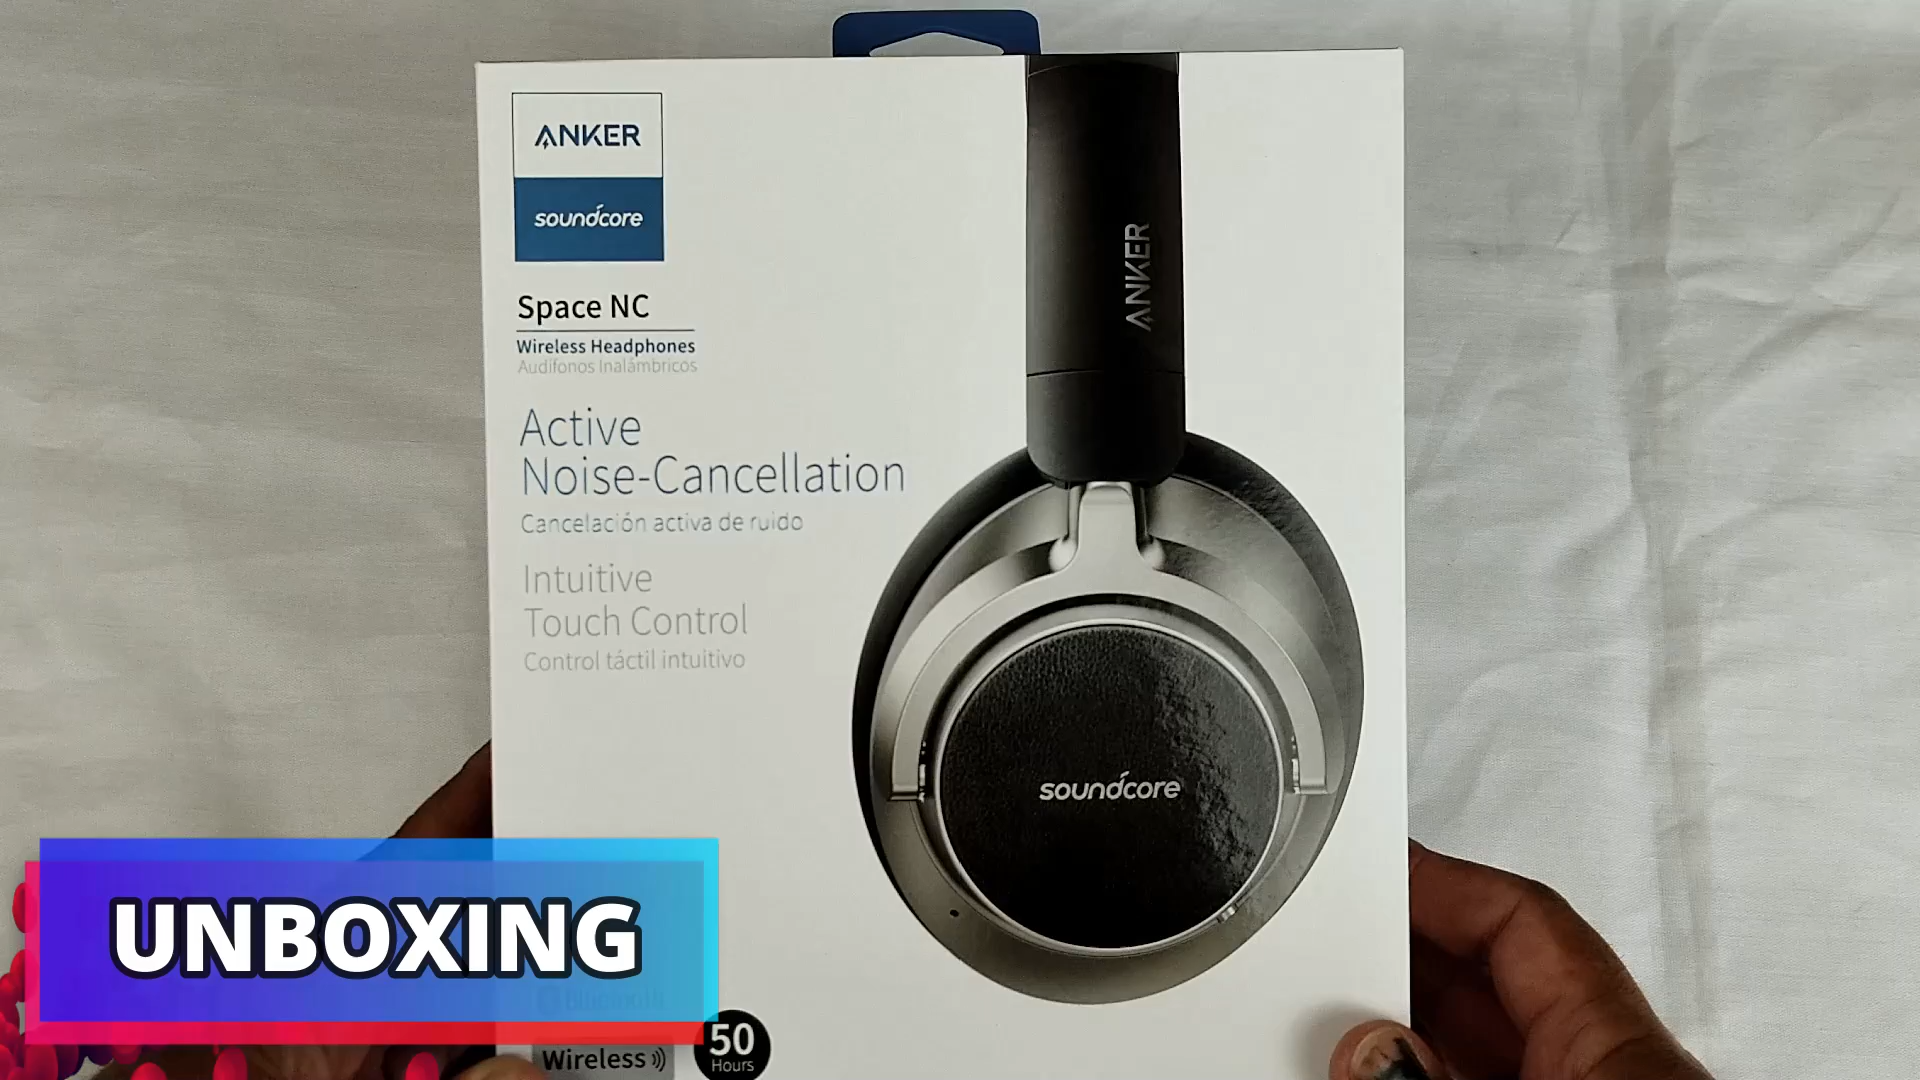 ANKER
soundcore
Space NC
Wireless Headphones
Audífonos Inalámbricos
Active
Noise-Cancellation
Cancelación activa de ruido
Intuitive
Touch Control
Control táctil intuitivo
ANKER
soundcore
UNBOXING
Bluetooth
Wireless
50
Hours